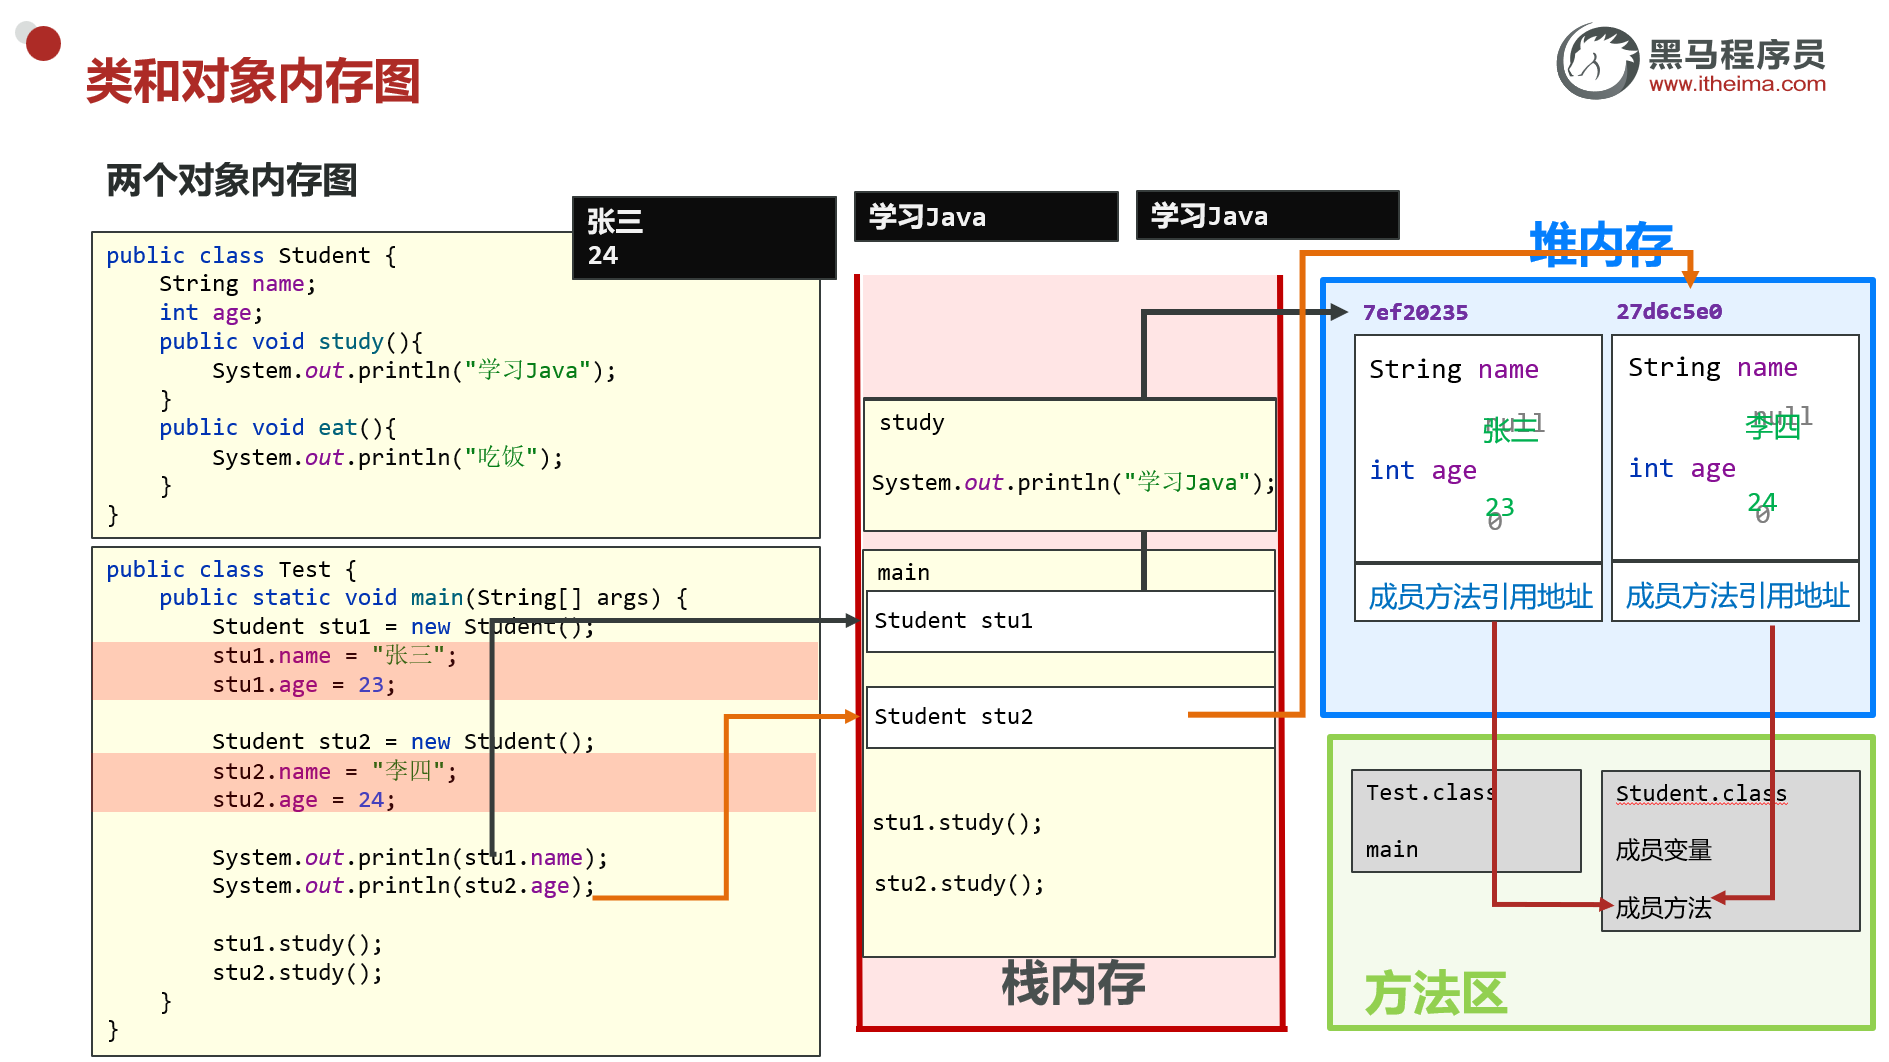 类和对象内存图
黑马程序员
www.itheima.com
两个对象内存图
张三
24
学习Java
学习Java
public class Student {
    String name;
    int age;
    public void study(){
        System.out.println("学习Java");
    }
    public void eat(){
        System.out.println("吃饭");
    }
}
public class Test {
    public static void main(String[] args) {
        Student stu1 = new Student();
        stu1.name = "张三";
        stu1.age = 23;
        Student stu2 = new Student();
        stu2.name = "李四";
        stu2.age = 24;
        System.out.println(stu1.name);
        System.out.println(stu2.age);
        stu1.study();
        stu2.study();
    }
}
study
System.out.println("学习Java");
main
Student stu1
Student stu2
stu1.study();
stu2.study();
栈内存
堆内存
7ef20235
String name
null
张三
int age
23
0
成员方法引用地址
27d6c5e0
String name
null
李四
int age
24
0
成员方法引用地址
Test.class
main
Student.class
成员变量
成员方法
方法区